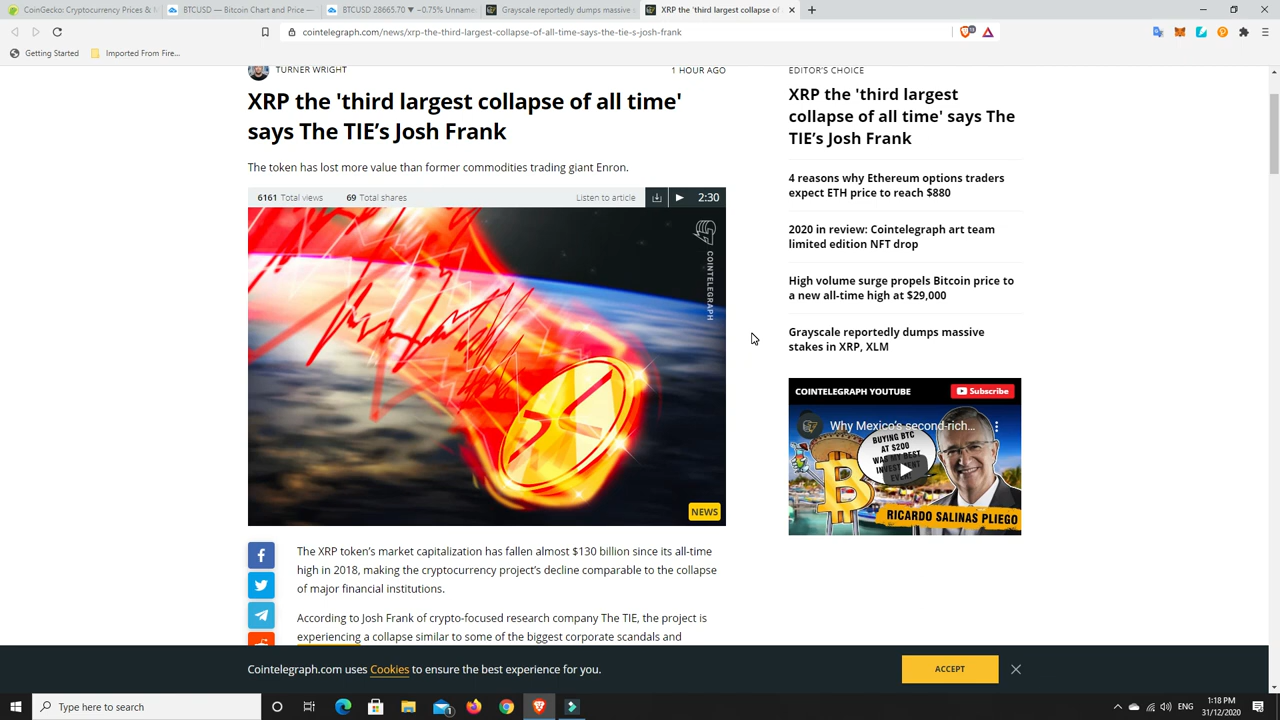 CoinGecko: Cryptocurrency Prices &
BTCUSD — Bitcoin Chart and Price —
BTCUSD 28665.70 ▼ −0.75% Unname
Grayscale reportedly dumps massive
XRP the 'third largest collapse of
cointelegraph.com/news/xrp-the-third-largest-collapse-of-all-time-says-the-tie-s-josh-frank
Getting Started
Imported From Fire...
TURNER WRIGHT
1 HOUR AGO
XRP the 'third largest collapse of all time'
says The TIE’s Josh Frank
The token has lost more value than former commodities trading giant Enron.
6161 Total views
69 Total shares
Listen to article
2:30
COINTELEGRAPH
NEWS
The XRP token’s market capitalization has fallen almost $130 billion since its all-time
high in 2018, making the cryptocurrency project’s decline comparable to the collapse
of major financial institutions.
According to Josh Frank of crypto-focused research company The TIE, the project is
experiencing a collapse similar to some of the biggest corporate scandals and
EDITOR’S CHOICE
XRP the 'third largest
collapse of all time' says The
TIE’s Josh Frank
4 reasons why Ethereum options traders
expect ETH price to reach $880
2020 in review: Cointelegraph art team
limited edition NFT drop
High volume surge propels Bitcoin price to
a new all-time high at $29,000
Grayscale reportedly dumps massive
stakes in XRP, XLM
COINTELEGRAPH YOUTUBE
Subscribe
Why Mexico's second-rich...
BUYING BTC
AT $200
WAS MY BEST
INVESTMENT
EVER!
RICARDO SALINAS PLIEGO
Cointelegraph.com uses Cookies to ensure the best experience for you.
ACCEPT
Type here to search
ENG
1:18 PM
31/12/2020